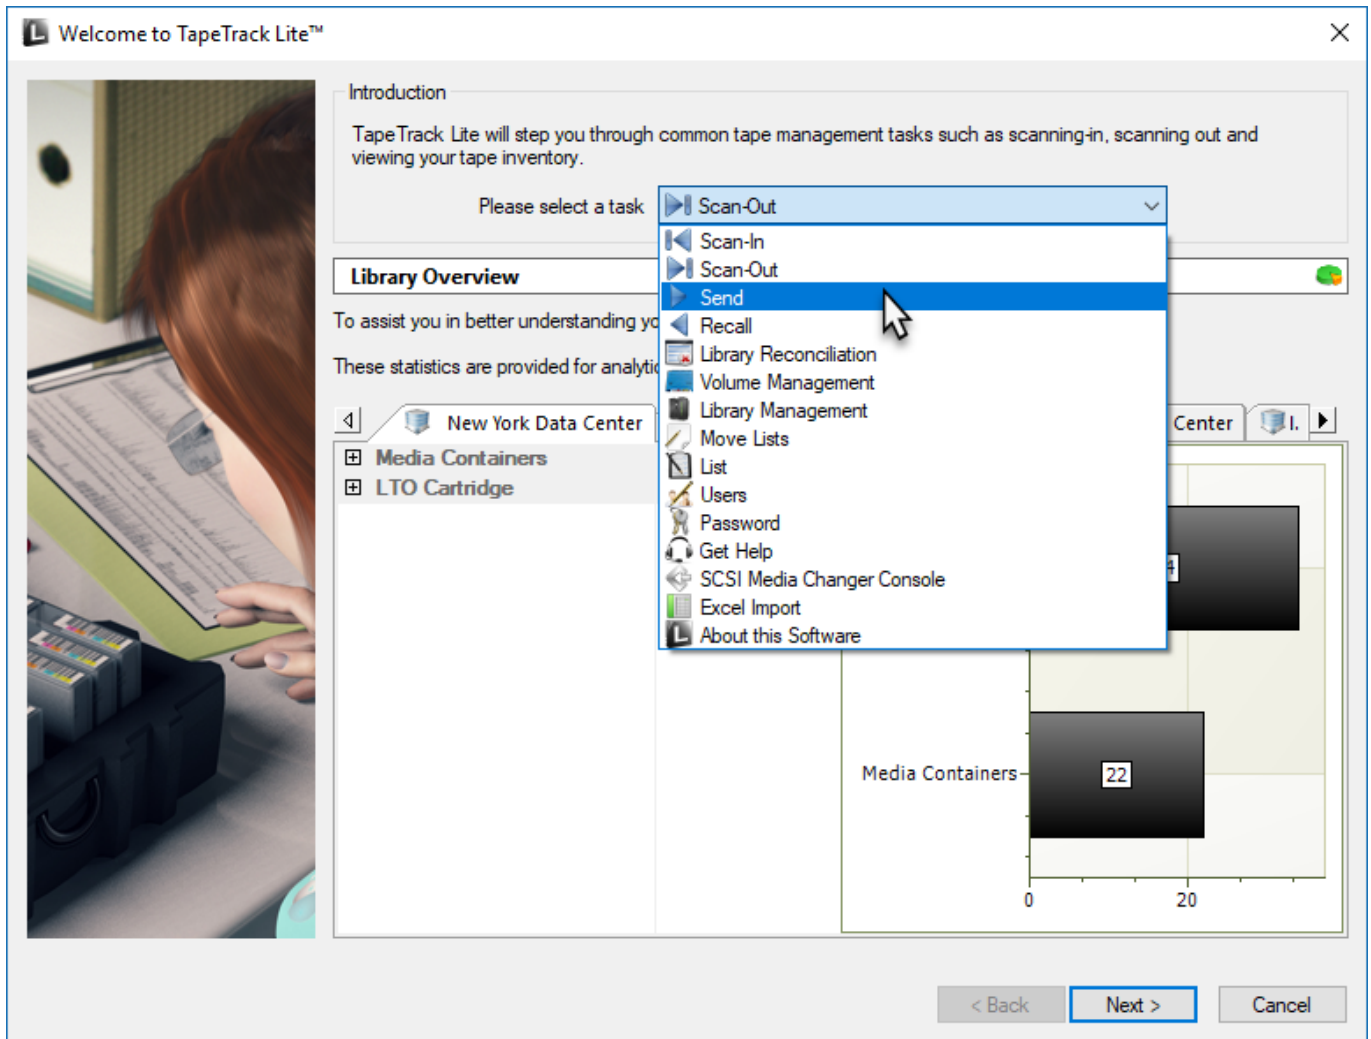 Welcome to TapeTrack Lite™
Introduction
TapeTrack Lite will step you through common tape management tasks such as scanning-in, scanning out and
viewing your tape inventory.
Please select a task
Scan-Out
Scan-In
Scan-Out
Send
Recall
Library Reconciliation
Volume Management
Library Management
Move Lists
List
Users
Password
Get Help
SCSI Media Changer Console
Excel Import
About this Software
Library Overview
To assist you in better understanding
These statistics are provided for
New York Data Center
Center
Media Containers
LTO Cartridge
4
Media Containers
22
0
20
< Back
Next >
Cancel